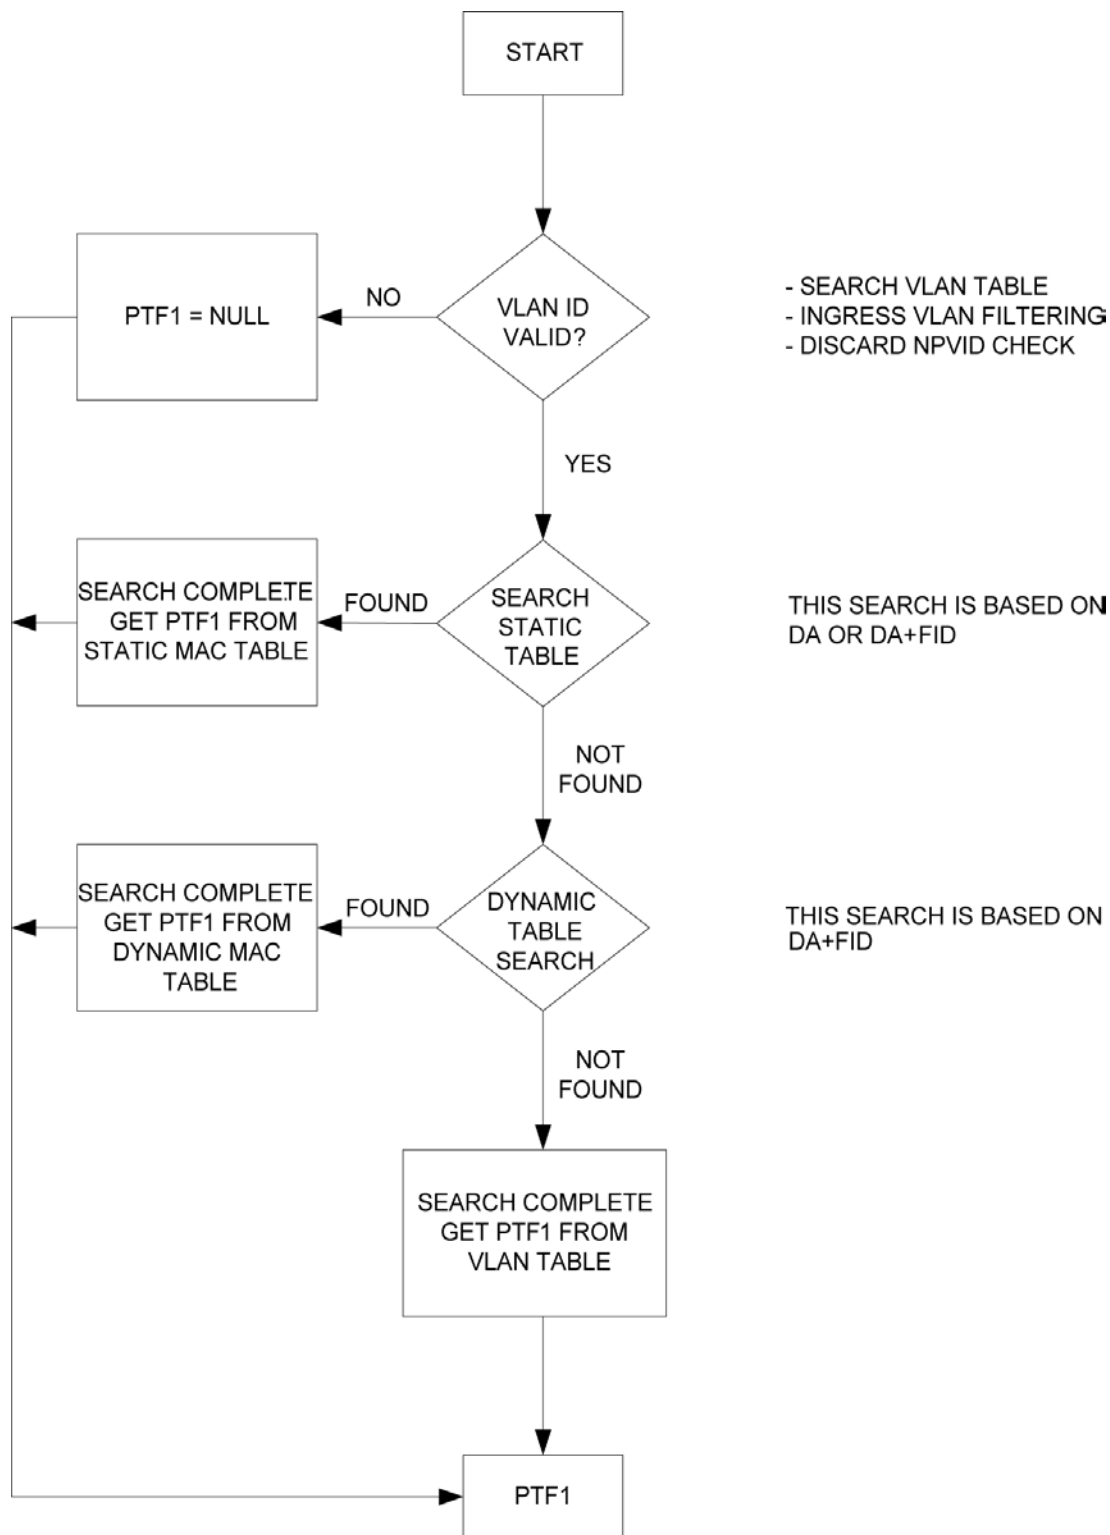 START
PTF1 = NULL
NO
VLAN ID
VALID?
- SEARCH VLAN TABLE
- INGRESS VLAN FILTERING
- DISCARD NPVID CHECK
YES
SEARCH COMPLETE
GET PTF1 FROM
STATIC MAC TABLE
FOUND
SEARCH
STATIC
TABLE
THIS SEARCH IS BASED ON
DA OR DA+FID
NOT
FOUND
SEARCH COMPLETE
GET PTF1 FROM
DYNAMIC MAC
TABLE
FOUND
DYNAMIC
TABLE
SEARCH
THIS SEARCH IS BASED ON
DA+FID
NOT
FOUND
SEARCH COMPLETE
GET PTF1 FROM
VLAN TABLE
PTF1